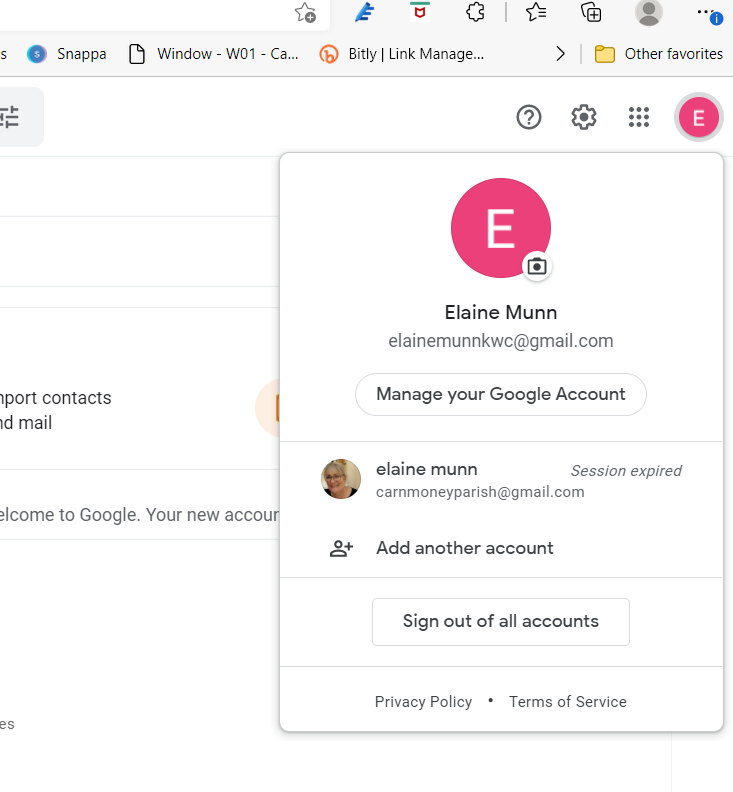 s Snappa Window - W01 - Ca... Bitly | Link Manage... Other favorites
E
E
Elaine Munn
elainemunnkwc@gmail.com
Manage your Google Account
nport contacts
nd mail
elaine munn Session expired
carnmoneyparish@gmail.com
elcome to Google. Your new accoun
Add another account
Sign out of all accounts
Privacy Policy • Terms of Service
es